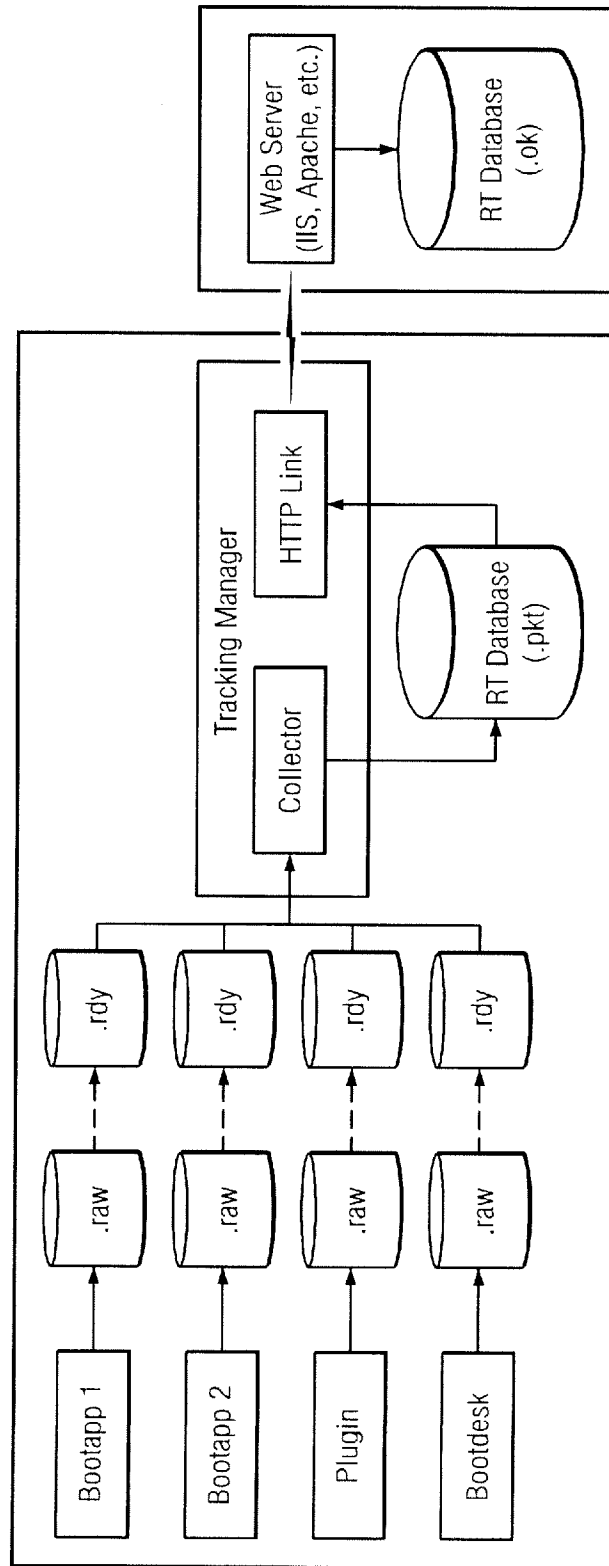 Bootapp 1
.raw
.rdy
Bootapp 2
.raw
.rdy
Plugin
.raw
.rdy
Bootdesk
.raw
.rdy
Tracking Manager
Collector
HTTP Link
RT Database
(.pkt)
Web Server
(IIS, Apache, etc.)
RT Database
(.ok)